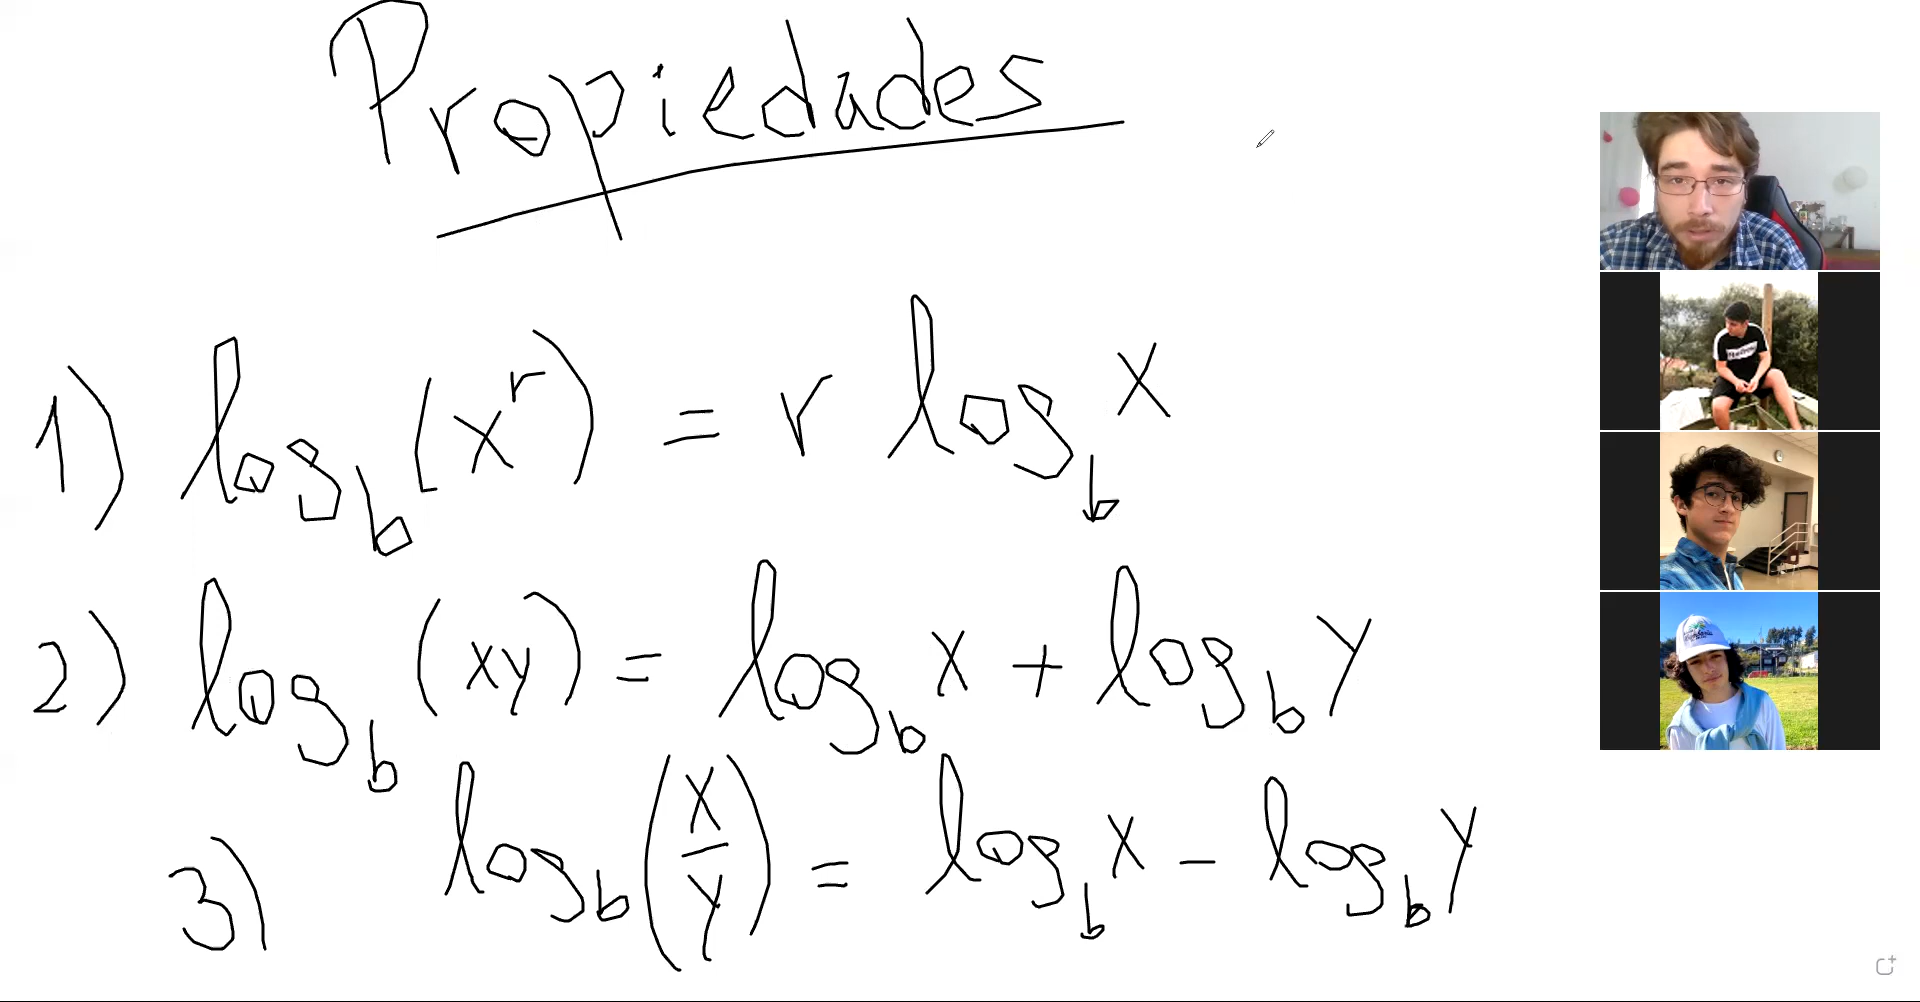 Propiedades
1) log_b (x^r) = r log_b x
2) log_b (xy) = log_b x + log_b y
3) log_b (x/y) = log_b x - log_b y